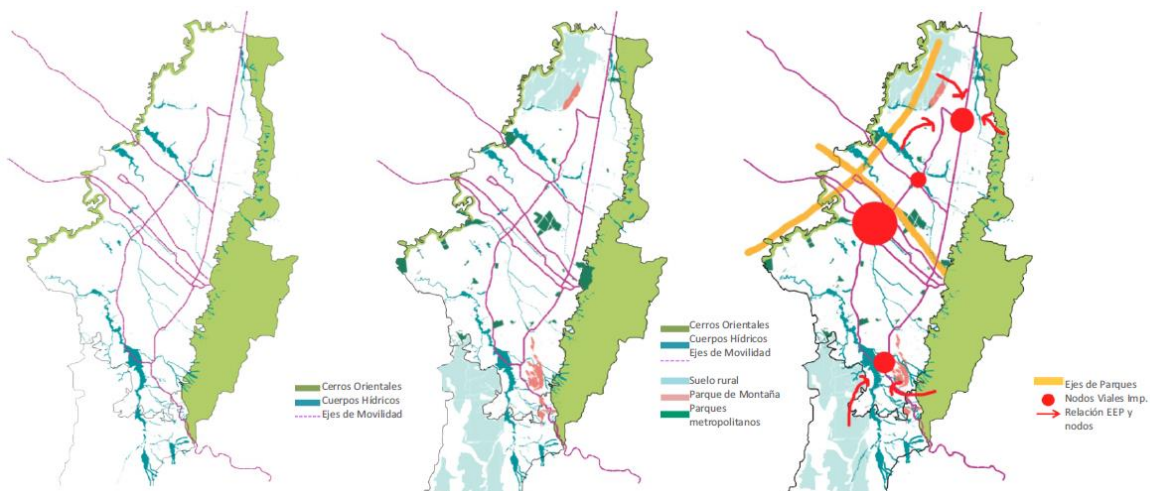 Cerros Orientales
Cuerpos Hídricos
Ejes de Movilidad
Cerros Orientales
Cuerpos Hídricos
Ejes de Movilidad
Suelo rural
Parque de Montaña
Parques
metropolitanos
Ejes de Parques
Nodos Viales Imp.
Relación EEP y
nodos